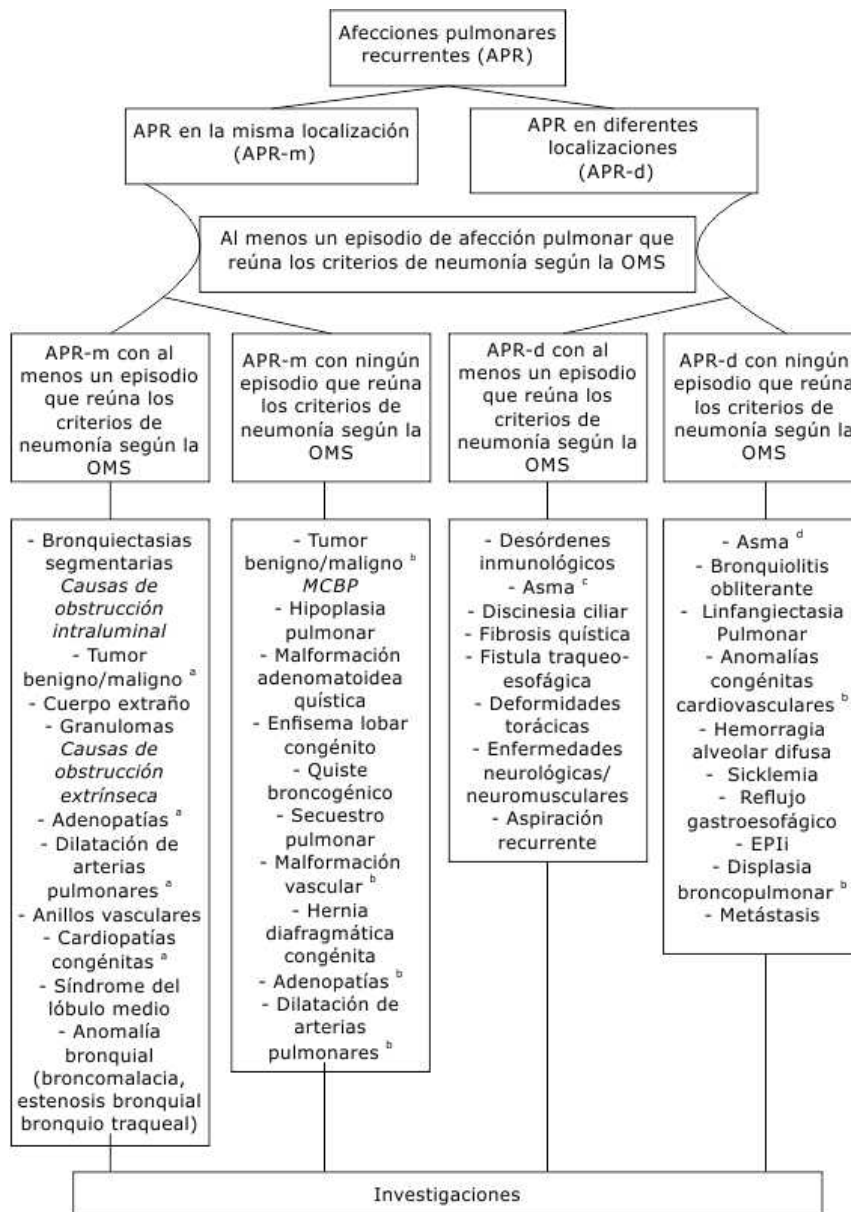 Afecciones pulmonares
recurrentes (APR)
APR en la misma localización
(APR-m)
APR en diferentes
localizaciones
(APR-d)
Al menos un episodio de afección pulmonar que
reúna los criterios de neumonía según la OMS
APR-m con al
menos un episodio
que reúna los
criterios de
neumonía según la
OMS
APR-m con ningún
episodio que reúna
los criterios de
neumonía según la
OMS
APR-d con al
menos un episodio
que reúna los
criterios de
neumonía según la
OMS
APR-d con ningún
episodio que reúna
los criterios de
neumonía según la
OMS
- Bronquiectasias
segmentarias
Causas de
obstrucción
intraluminal
- Tumor
benigno/maligno a
- Cuerpo extraño
- Granulomas
Causas de
obstrucción
extrínseca
- Adenopatías a
- Dilatación de
arterias
pulmonares a
- Anillos vasculares
- Cardiopatías
congénitas a
- Síndrome del
lóbulo medio
- Anomalía
bronquial
(broncomalacia,
estenosis bronquial
bronquio traqueal)
- Tumor
benigno/maligno b
MCBP
- Hipoplasia
pulmonar
- Malformación
adenomatoidea
quística
- Enfisema lobar
congénito
- Quiste
broncogénico
- Secuestro
pulmonar
- Malformación
vascular b
- Hernia
diafragmática
congénita
- Adenopatías b
- Dilatación de
arterias
pulmonares b
- Desórdenes
inmunológicos
- Asma c
- Discinesia ciliar
- Fibrosis quística
- Fistula traqueo-
esofágica
- Deformidades
torácicas
- Enfermedades
neurológicas/
neuromusculares
- Aspiración
recurrente
- Asma d
- Bronquiolitis
obliterante
- Linfangiectasia
Pulmonar
- Anomalías
congénitas
cardiovasculares b
- Hemorragia
alveolar difusa
- Sicklemia
- Reflujo
gastroesofágico
- EPIi
- Displasia
broncopulmonar b
- Metástasis
Investigaciones